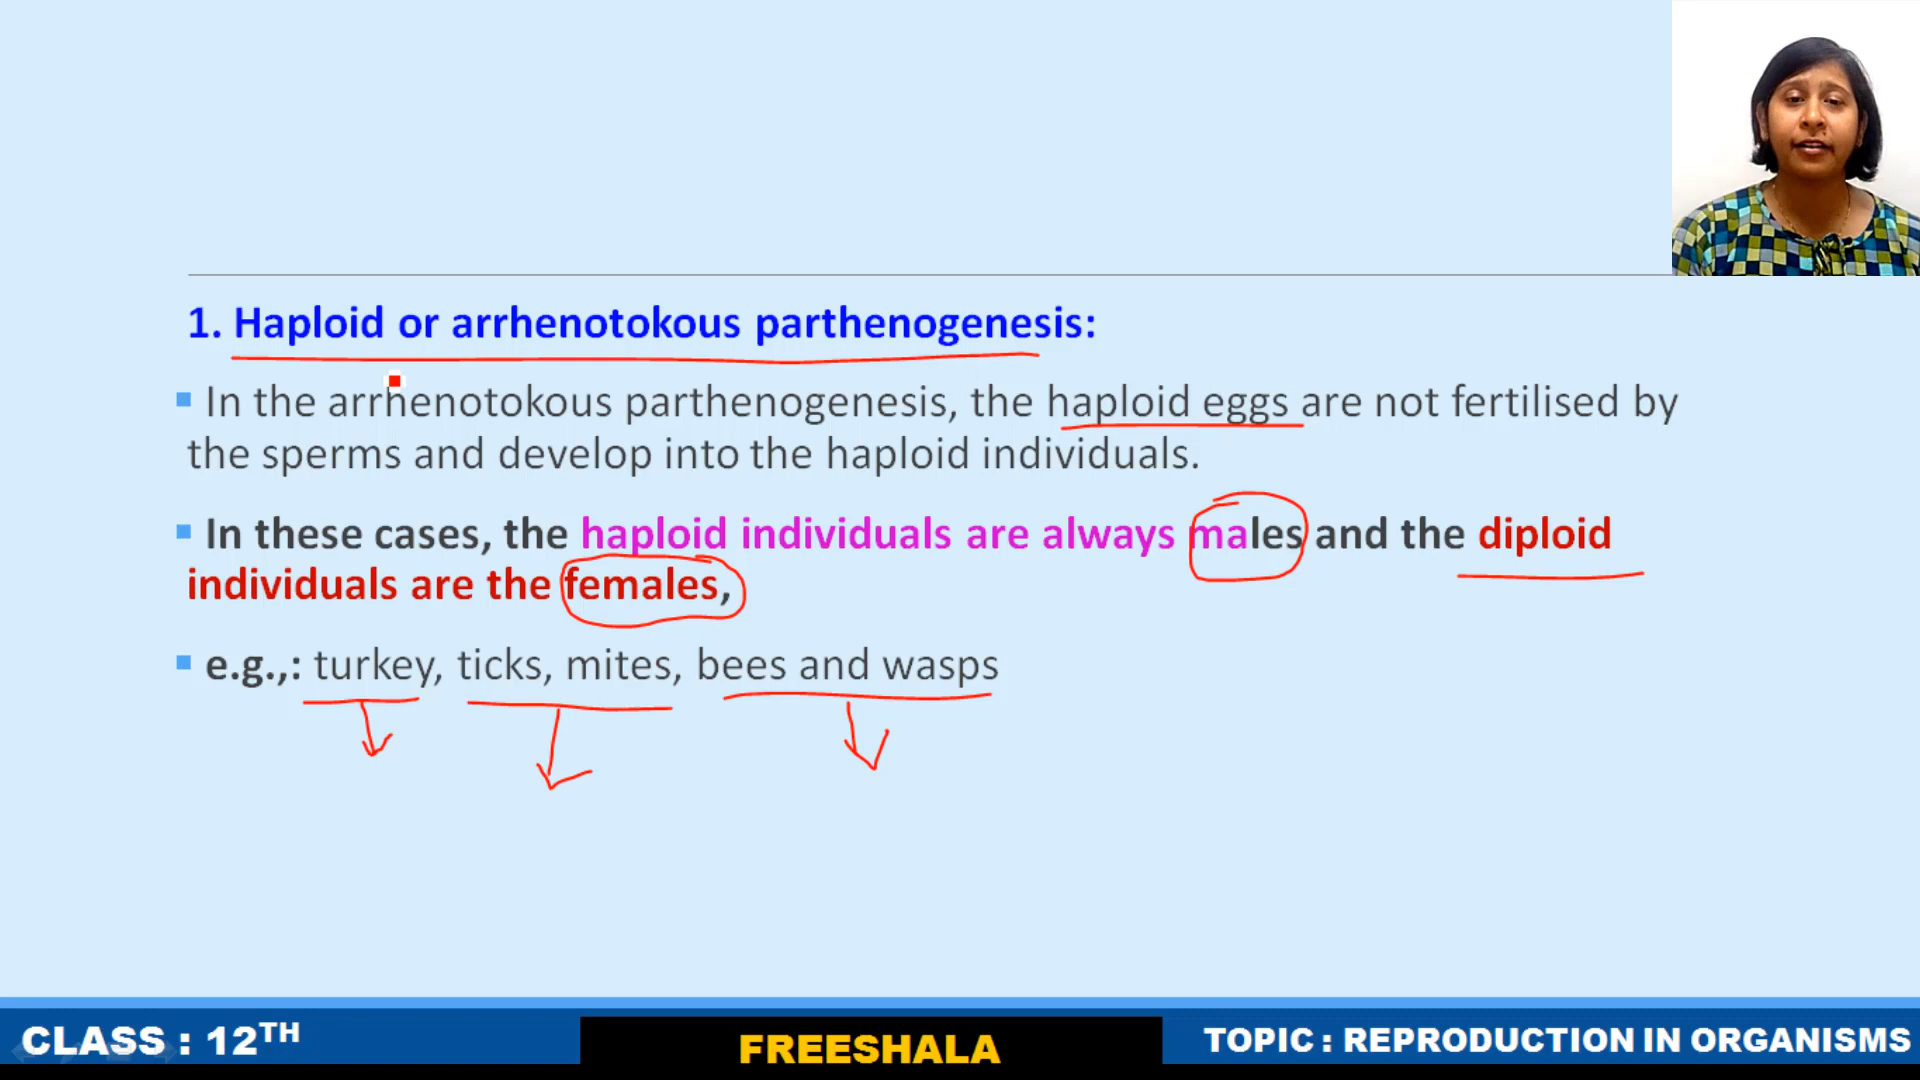 1. Haploid or arrhenotokous parthenogenesis:
In the arrhenotokous parthenogenesis, the haploid eggs are not fertilised by
the sperms and develop into the haploid individuals.
In these cases, the haploid individuals are always males and the diploid
individuals are the females,
e.g.,: turkey, ticks, mites, bees and wasps
CLASS : 12TH
FREESHALA
TOPIC : REPRODUCTION IN ORGANISMS